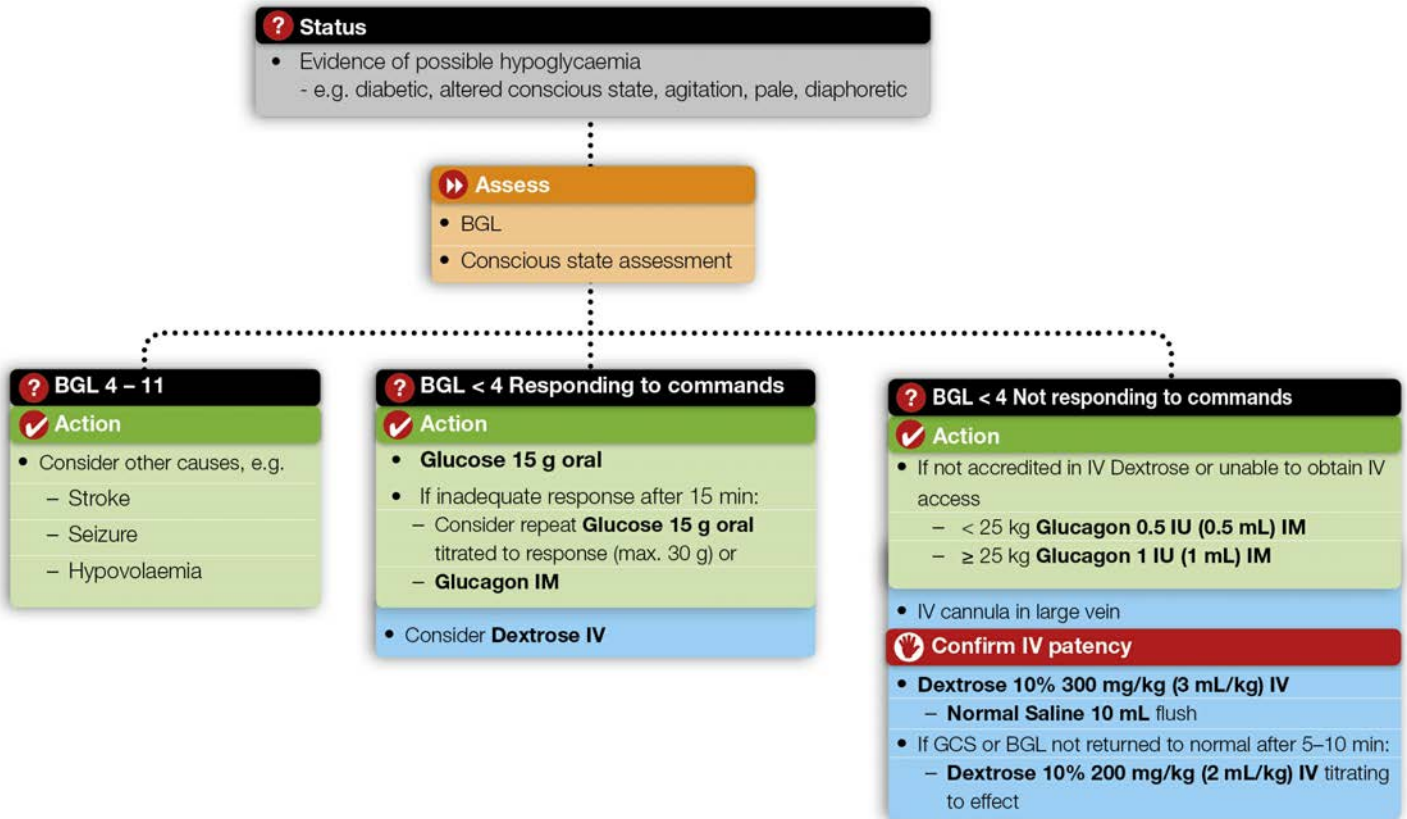 ? Status
• Evidence of possible hypoglycaemia
- e.g. diabetic, altered conscious state, agitation, pale, diaphoretic
Assess
• BGL
• Conscious state assessment
? BGL 4 – 11
Action
• Consider other causes, e.g.
– Stroke
– Seizure
– Hypovolaemia
? BGL < 4 Responding to commands
Action
• Glucose 15 g oral
• If inadequate response after 15 min:
– Consider repeat Glucose 15 g oral
titrated to response (max. 30 g) or
– Glucagon IM
• Consider Dextrose IV
? BGL < 4 Not responding to commands
Action
• If not accredited in IV Dextrose or unable to obtain IV
access
– < 25 kg Glucagon 0.5 IU (0.5 mL) IM
– ≥ 25 kg Glucagon 1 IU (1 mL) IM
• IV cannula in large vein
Confirm IV patency
• Dextrose 10% 300 mg/kg (3 mL/kg) IV
– Normal Saline 10 mL flush
• If GCS or BGL not returned to normal after 5–10 min:
– Dextrose 10% 200 mg/kg (2 mL/kg) IV titrating
to effect